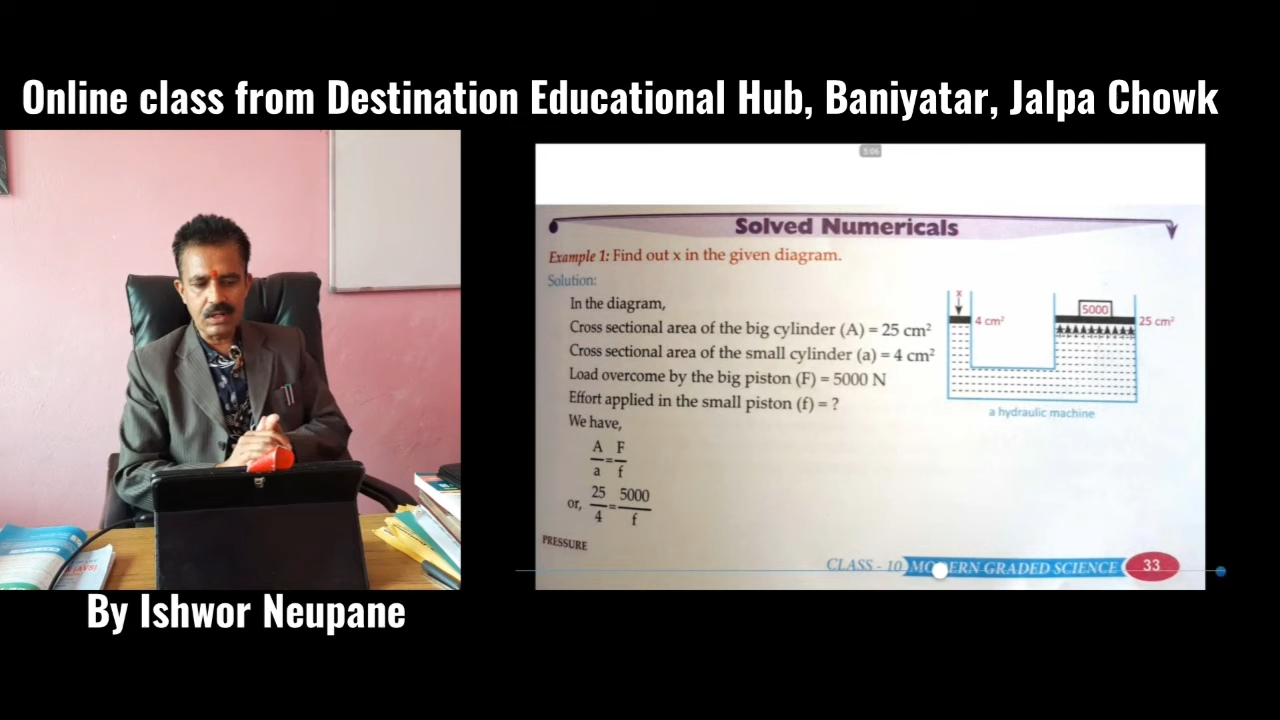 Online class from Destination Educational Hub, Baniyatar, Jalpa Chowk
5:06
Solved Numericals
Example 1: Find out x in the given diagram.
Solution:
In the diagram,
Cross sectional area of the big cylinder (A) = 25 cm²
Cross sectional area of the small cylinder (a) = 4 cm²
Load overcome by the big piston (F) = 5000 N
Effort applied in the small piston (f) = ?
We have,
A/a = F/f
or, 25/4 = 5000/f
x
4 cm²
5000
25 cm²
a hydraulic machine
PRESSURE
CLASS - 10 MODERN GRADED SCIENCE 33
By Ishwor Neupane